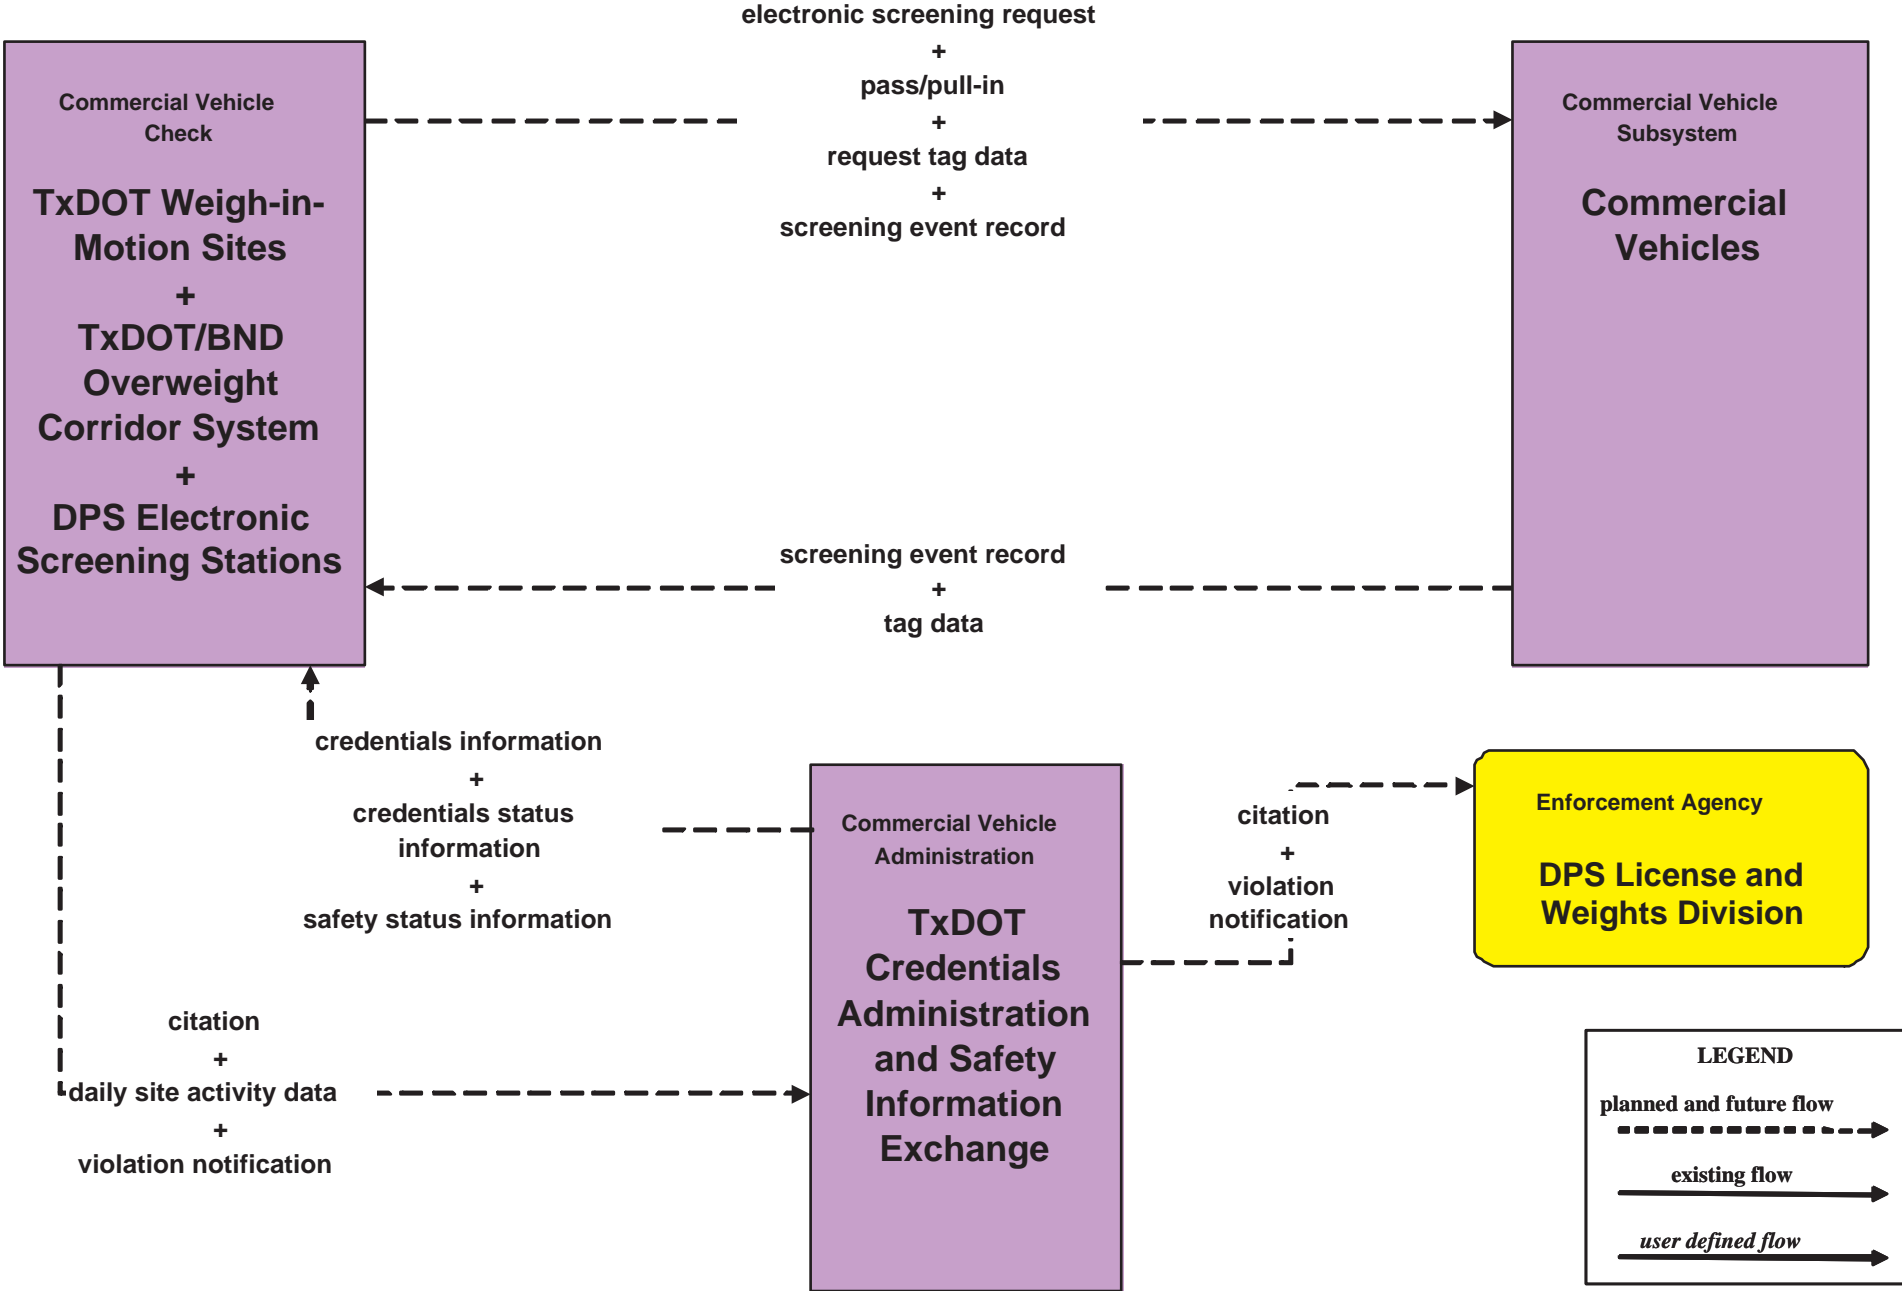 electronic screening request
+
pass/pull-in
+
request tag data
+
screening event record
Commercial Vehicle
Check
TxDOT Weigh-in-
Motion Sites
+
TxDOT/BND
Overweight
Corridor System
+
DPS Electronic
Screening Stations
Commercial Vehicle
Subsystem
Commercial
Vehicles
screening event record
+
tag data
credentials information
+
credentials status
information
+
safety status information
Commercial Vehicle
Administration
TxDOT
Credentials
Administration
and Safety
Information
Exchange
citation
+
violation
notification
Enforcement Agency
DPS License and
Weights Division
citation
+
daily site activity data
+
violation notification
LEGEND
planned and future flow
existing flow
user defined flow